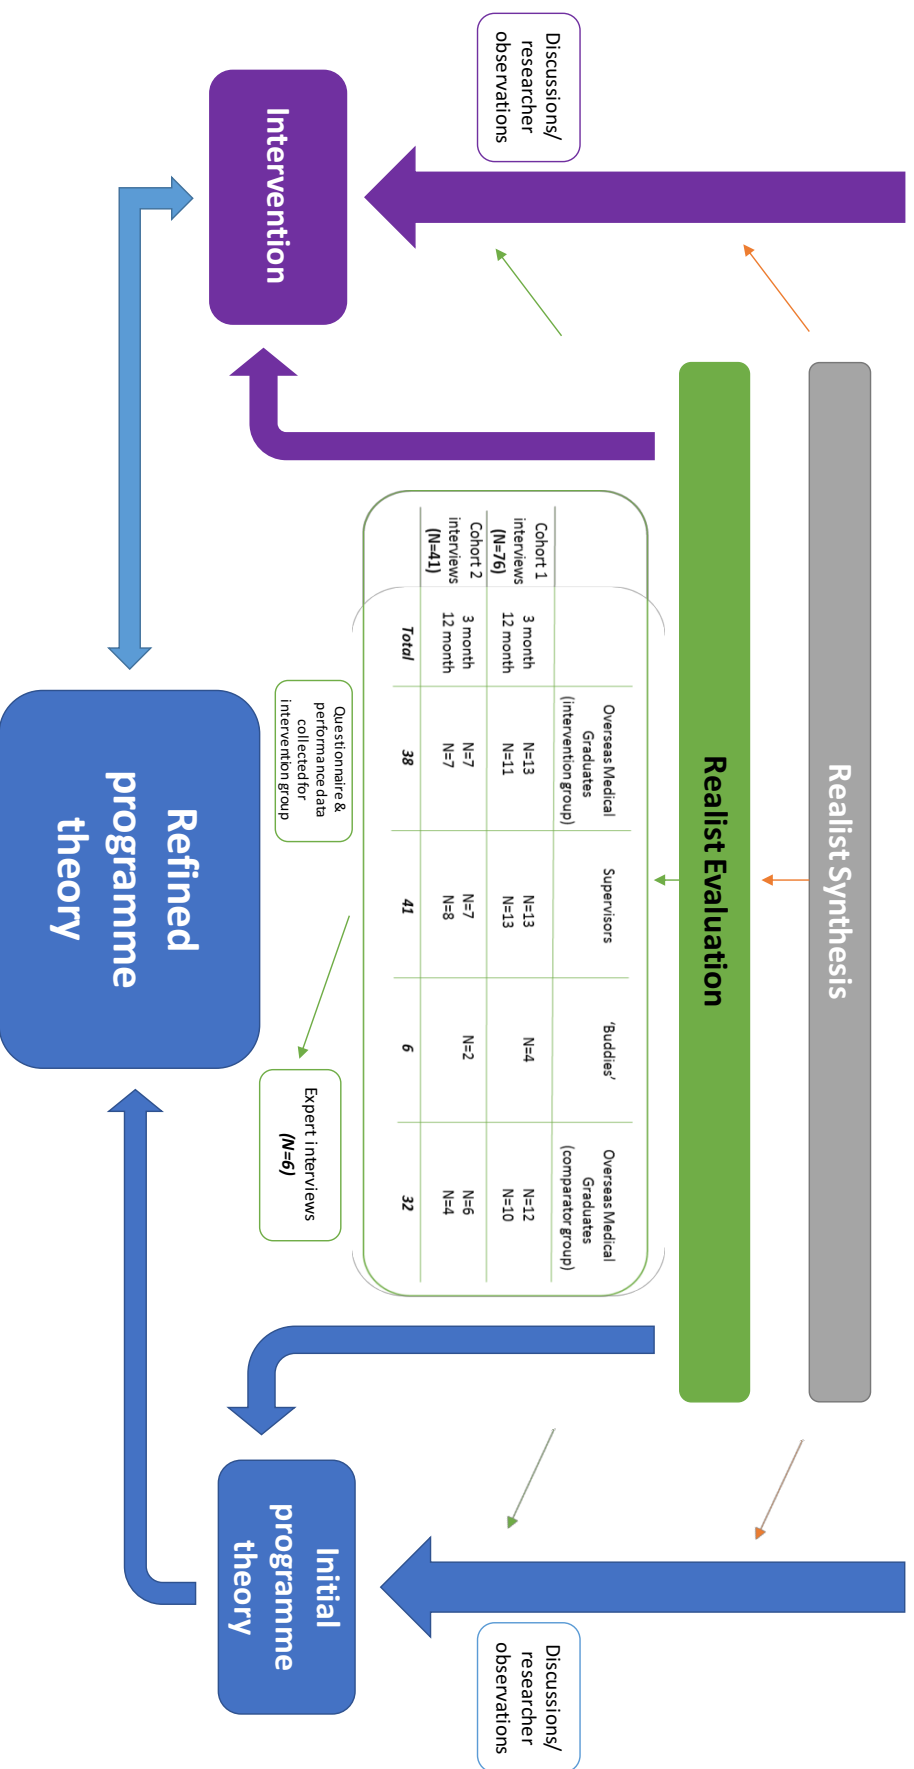 Realist Synthesis
Realist Evaluation
Discussions/
researcher
observations
Discussions/
researcher
observations
Overseas Medical
Graduates
(intervention group)
Supervisors
‘Buddies’
Overseas Medical
Graduates
(comparator group)
Cohort 1
interviews
(N=76)
3 month
12 month
N=13
N=11
N=13
N=13
N=4
N=12
N=10
Cohort 2
interviews
(N=41)
3 month
12 month
N=7
N=7
N=7
N=8
N=2
N=6
N=4
Total
38
41
6
32
Intervention
Questionnaire &
performance data
collected for
intervention group
Expert interviews
(N=6)
Initial
programme
theory
Refined
programme
theory